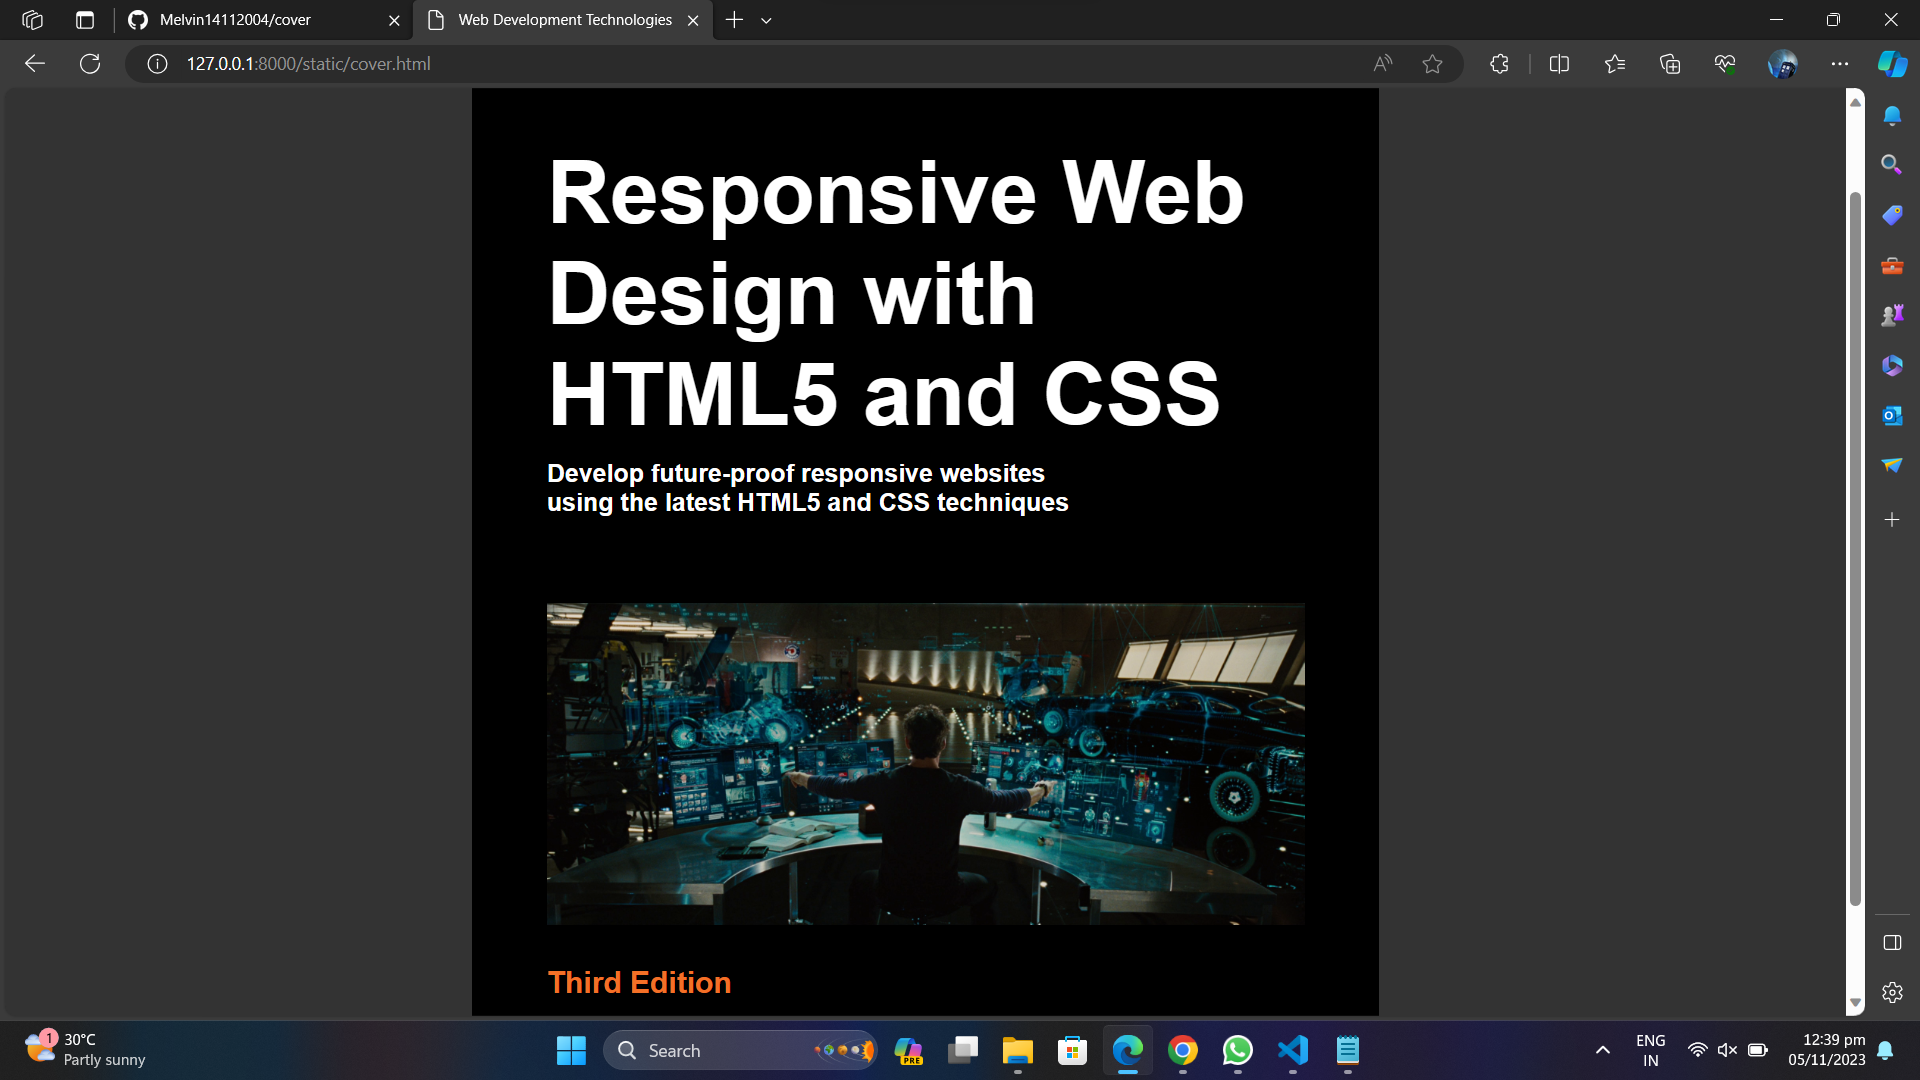 Melvin14112004/cover
Web Development Technologies
127.0.0.1:8000/static/cover.html
Responsive Web
Design with
HTML5 and CSS
Develop future-proof responsive websites
using the latest HTML5 and CSS techniques
Third Edition
1
30°C
Partly sunny
Search
PRE
ENG
IN
12:39 pm
05/11/2023